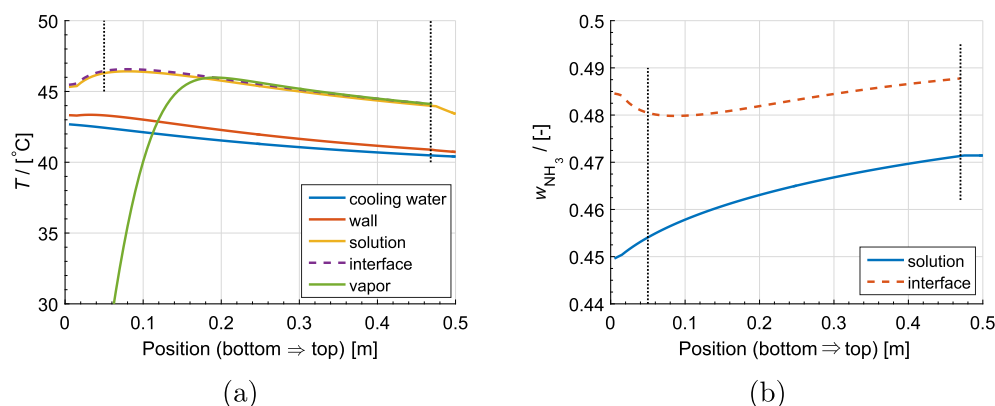 50
45
40
35
30
T / [°C]
cooling water
wall
solution
interface
vapor
0 0.1 0.2 0.3 0.4 0.5
Position (bottom ⇒ top) [m]
(a)
0.5
0.49
0.48
0.47
0.46
0.45
0.44
w_NH_3 / [-]
solution
interface
0 0.1 0.2 0.3 0.4 0.5
Position (bottom ⇒ top) [m]
(b)